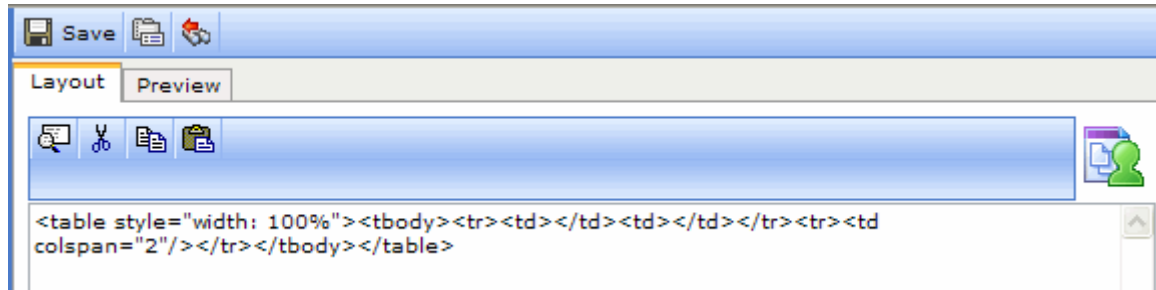 Save
Layout Preview
<table style="width: 100%"><tbody><tr><td></td><td></td></tr><tr><td
colspan="2"/></tr></tbody></table>